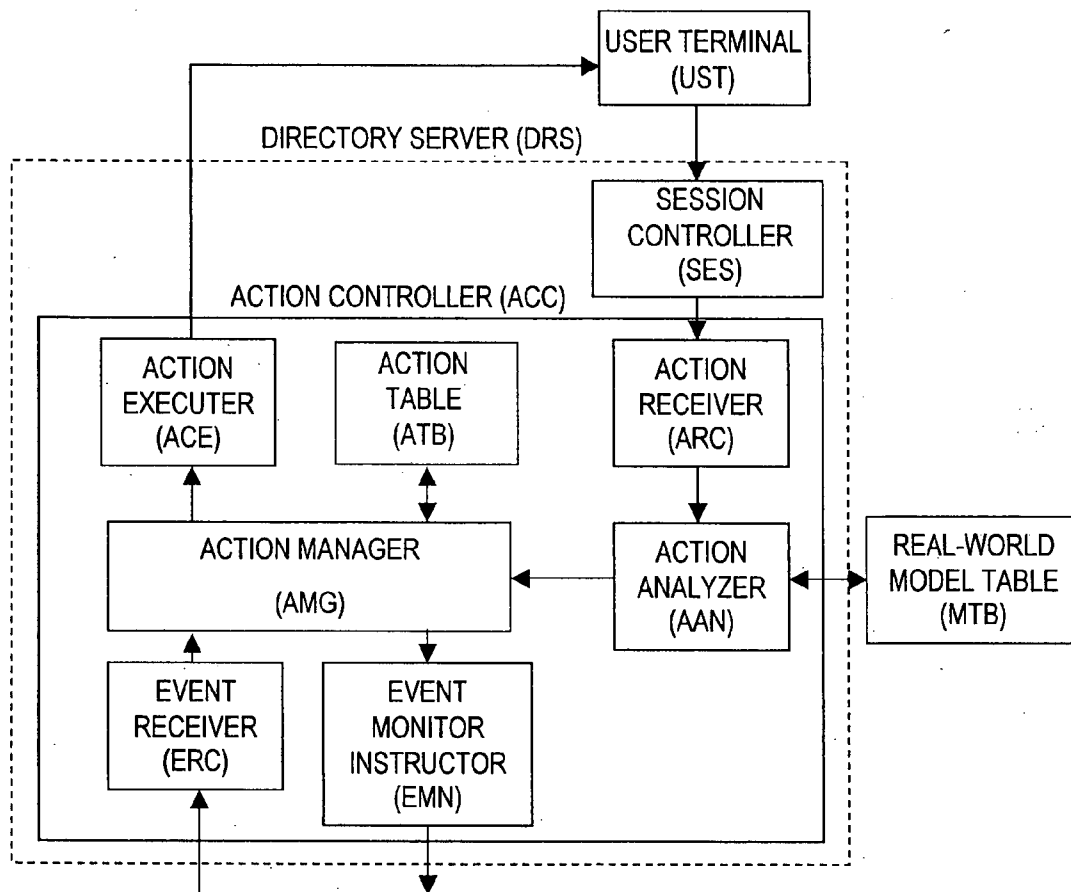 USER TERMINAL
(UST)
DIRECTORY SERVER (DRS)
SESSION
CONTROLLER
(SES)
ACTION CONTROLLER (ACC)
ACTION
EXECUTER
(ACE)
ACTION
TABLE
(ATB)
ACTION
RECEIVER
(ARC)
ACTION MANAGER
(AMG)
ACTION
ANALYZER
(AAN)
REAL-WORLD
MODEL TABLE
(MTB)
EVENT
RECEIVER
(ERC)
EVENT
MONITOR
INSTRUCTOR
(EMN)